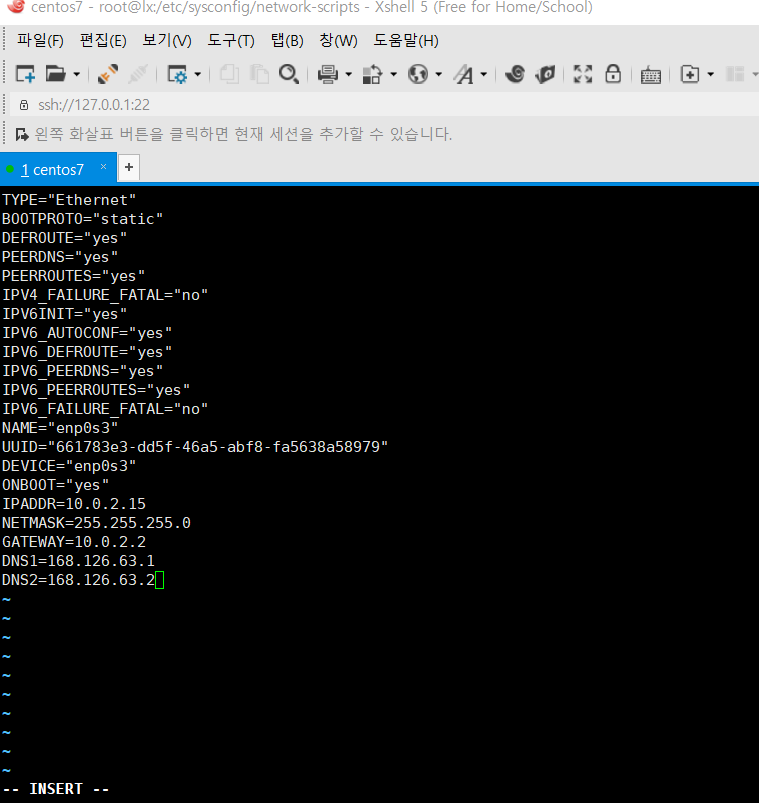 centos7 - root@lx:/etc/sysconfig/network-scripts - Xshell 5 (Free for Home/School)
파일(F) 편집(E) 보기(V) 도구(T) 탭(B) 창(W) 도움말(H)
ssh://127.0.0.1:22
왼쪽 화살표 버튼을 클릭하면 현재 세션을 추가할 수 있습니다.
1 centos7 × +
TYPE="Ethernet"
BOOTPROTO="static"
DEFROUTE="yes"
PEERDNS="yes"
PEERROUTES="yes"
IPV4_FAILURE_FATAL="no"
IPV6INIT="yes"
IPV6_AUTOCONF="yes"
IPV6_DEFROUTE="yes"
IPV6_PEERDNS="yes"
IPV6_PEERROUTES="yes"
IPV6_FAILURE_FATAL="no"
NAME="enp0s3"
UUID="661783e3-dd5f-46a5-abf8-fa5638a58979"
DEVICE="enp0s3"
ONBOOT="yes"
IPADDR=10.0.2.15
NETMASK=255.255.255.0
GATEWAY=10.0.2.2
DNS1=168.126.63.1
DNS2=168.126.63.2
~
~
~
~
~
~
~
~
~
~
-- INSERT --